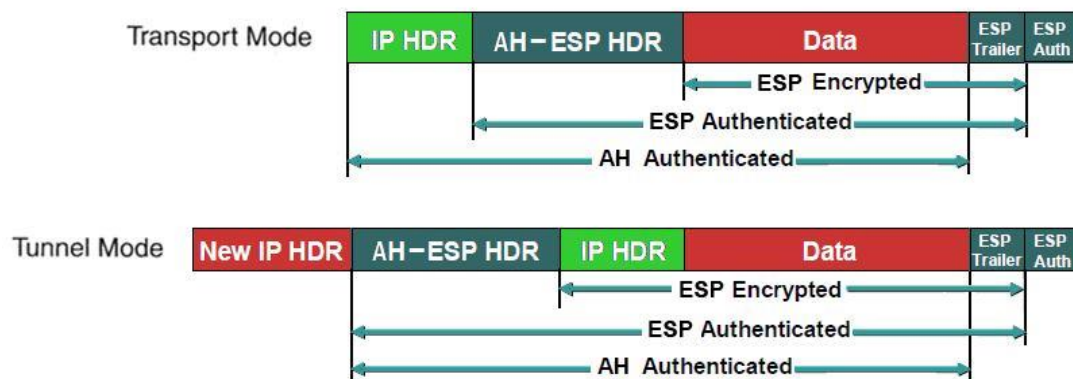 Transport Mode
IP HDR
AH-ESP HDR
Data
ESP
Trailer
ESP
Auth
ESP Encrypted
ESP Authenticated
AH Authenticated
Tunnel Mode
New IP HDR
AH-ESP HDR
IP HDR
Data
ESP
Trailer
ESP
Auth
ESP Encrypted
ESP Authenticated
AH Authenticated